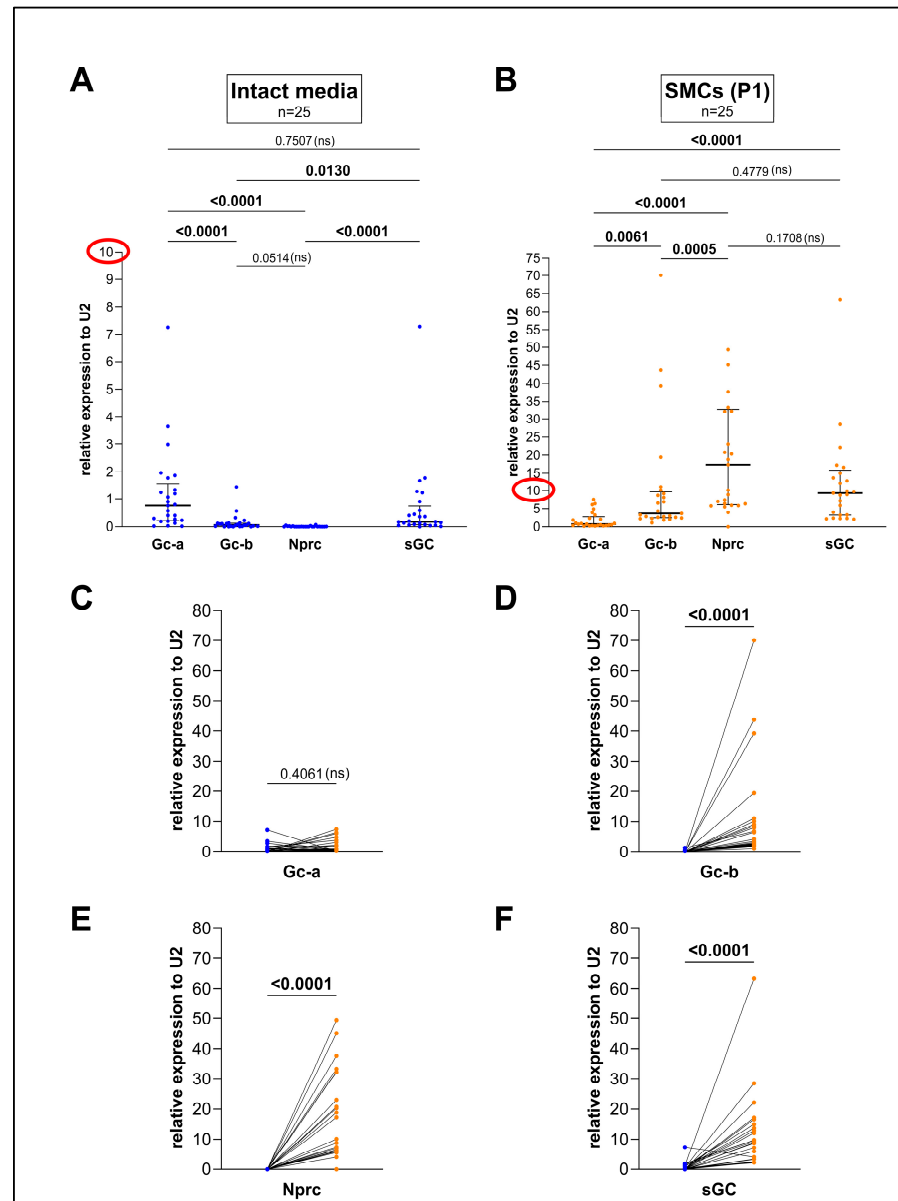 A
Intact media
n=25
0.7507 (ns)
0.0130
<0.0001
<0.0001
<0.0001
0.0514 (ns)
relative expression to U2
10
9
8
7
6
5
4
3
2
1
0
Gc-a
Gc-b
Nprc
sGC
B
SMCs (P1)
n=25
<0.0001
0.4779 (ns)
<0.0001
0.0061
0.0005
0.1708 (ns)
relative expression to U2
75
70
65
60
55
50
45
40
35
30
25
20
15
10
5
0
Gc-a
Gc-b
Nprc
sGC
C
relative expression to U2
80
70
60
50
40
30
20
10
0
0.4061 (ns)
Gc-a
D
relative expression to U2
80
70
60
50
40
30
20
10
0
<0.0001
Gc-b
E
relative expression to U2
80
70
60
50
40
30
20
10
0
<0.0001
Nprc
F
relative expression to U2
80
70
60
50
40
30
20
10
0
<0.0001
sGC